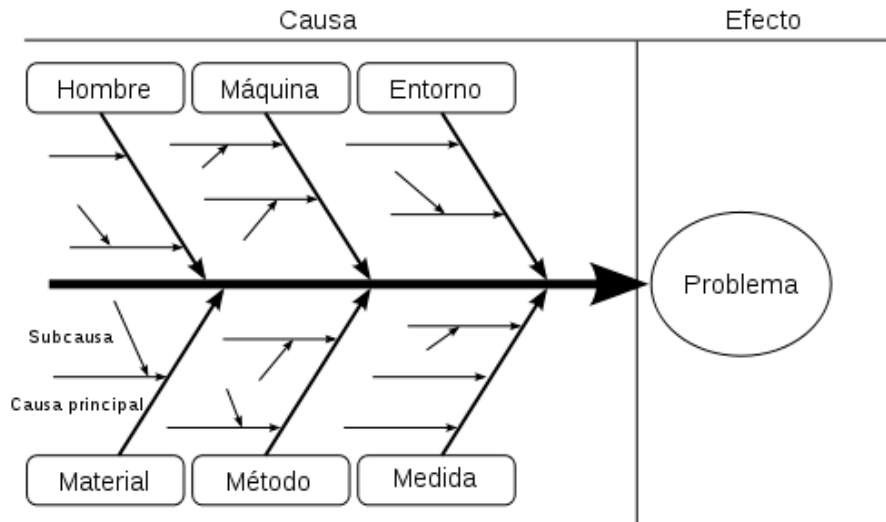 Causa
Efecto
Hombre
Máquina
Entorno
Problema
Subcausa
Causa principal
Material
Método
Medida